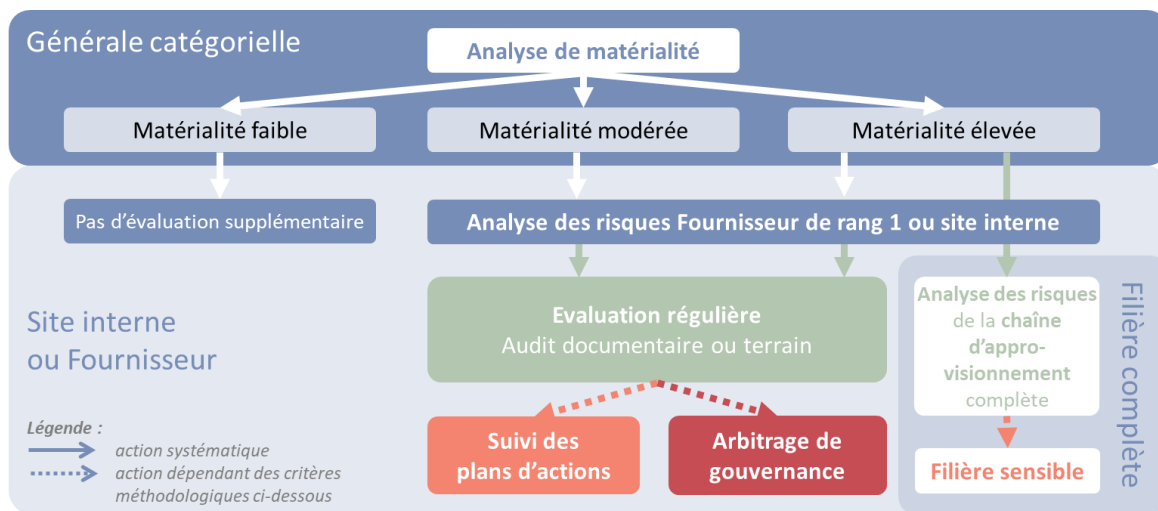 Générale catégorielle
Analyse de matérialité
Matérialité faible
Matérialité modérée
Matérialité élevée
Pas d’évaluation supplémentaire
Analyse des risques Fournisseur de rang 1 ou site interne
Site interne
ou Fournisseur
Evaluation régulière
Audit documentaire ou terrain
Analyse des risques
de la chaîne
d’appro-
visionnement
complète
Filière complète
Suivi des
plans d’actions
Arbitrage de
gouvernance
Filière sensible
Légende :
action systématique
action dépendant des critères
méthodologiques ci-dessous